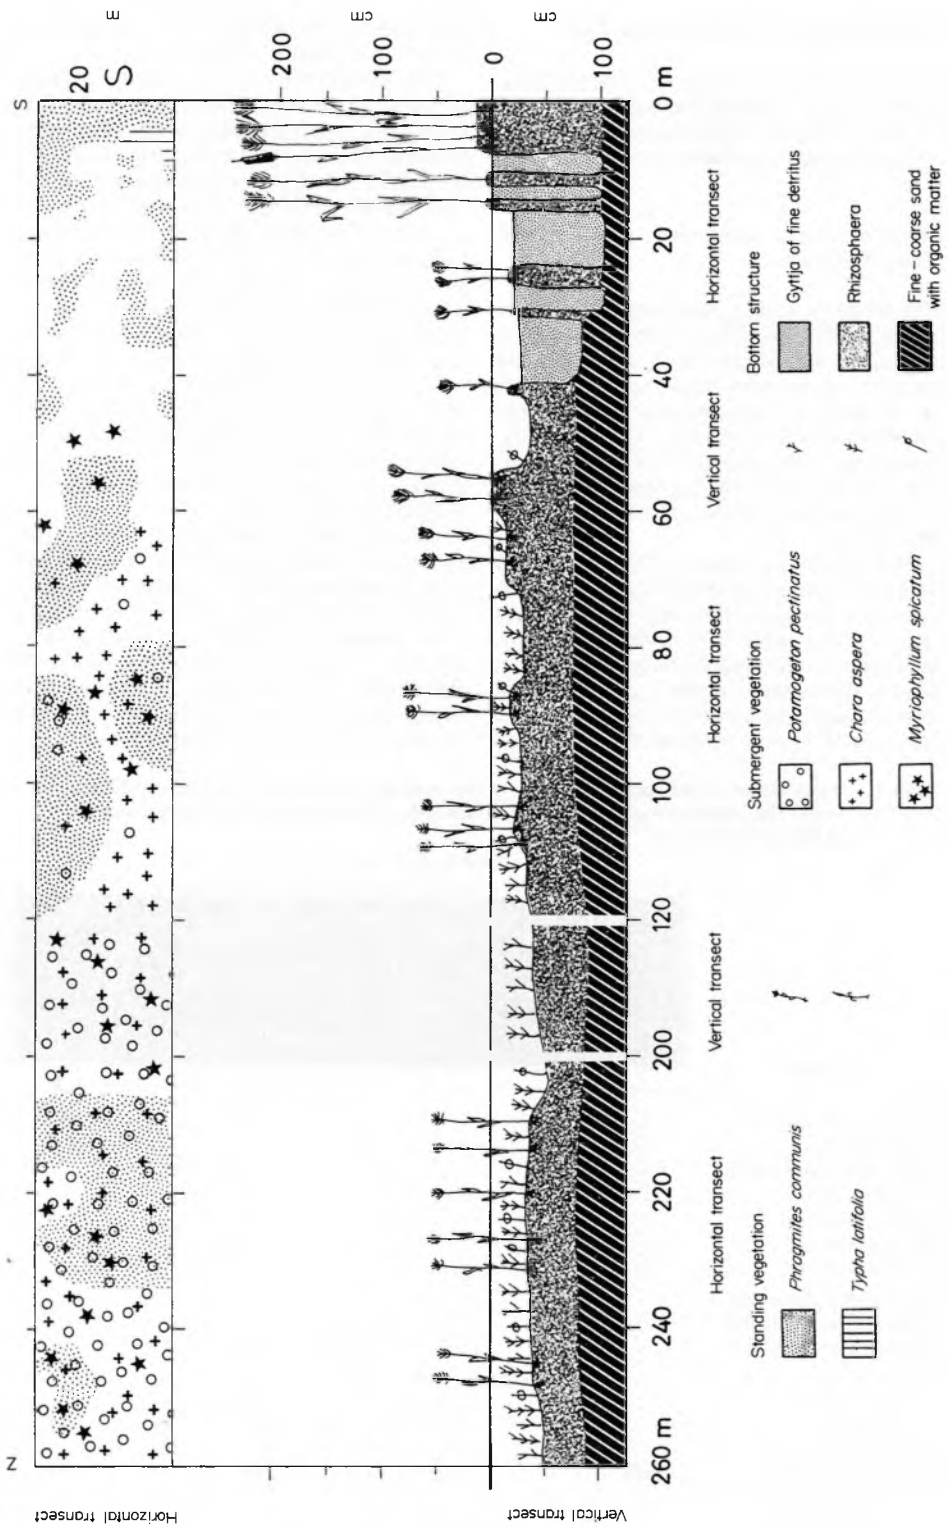 Horizontal transect
Z
S
20
S
m
200
100
cm
0
cm
100
Vertical transect
260 m
240
220
200
120
100
80
60
40
20
0 m
Horizontal transect
Vertical transect
Horizontal transect
Vertical transect
Horizontal transect
Standing vegetation
Submergent vegetation
Bottom structure
Phragmites communis
Potamogeton pectinatus
Gyttja of fine detritus
Typha latifolia
Chara aspera
Rhizosphaera
Myriophyllum spicatum
Fine-coarse sand
with organic matter